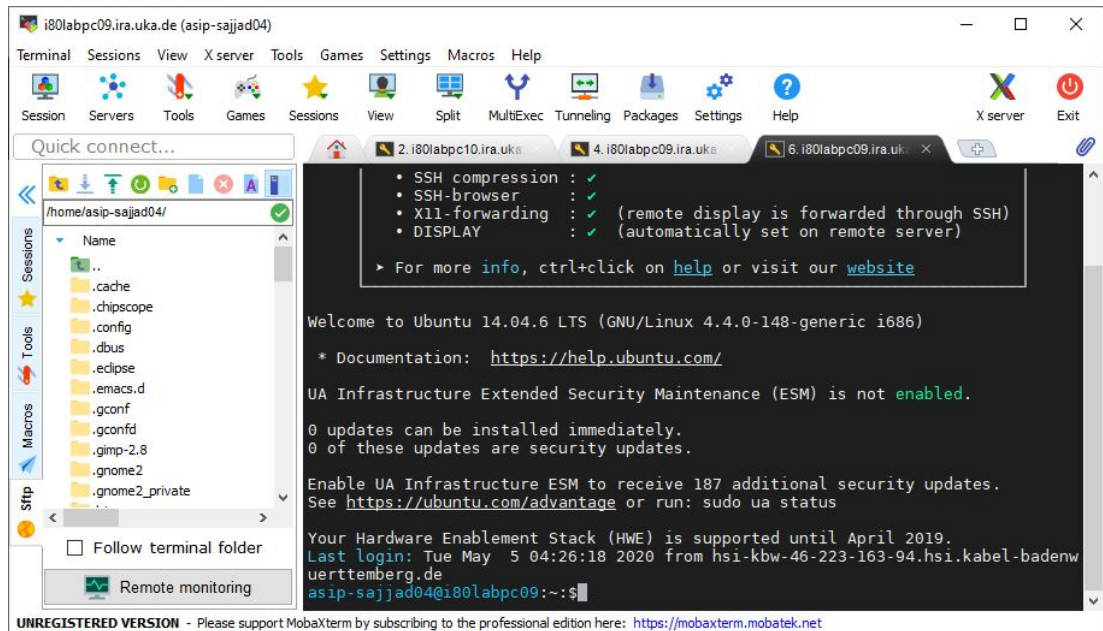 i80labpc09.ira.uka.de (asip-sajjad04)
Terminal Sessions View X server Tools Games Settings Macros Help
Session Servers Tools Games Sessions View Split MultiExec Tunneling Packages Settings Help X server Exit
Quick connect...
2. i80labpc10.ira.uka 4. i80labpc09.ira.uka 6. i80labpc09.ira.uk
/home/asip-sajjad04/
Name
..
.cache
.chipscope
.config
.dbus
.eclipse
.emacs.d
.gconf
.gconfd
.gimp-2.8
.gnome2
.gnome2_private
Sessions
Tools
Macros
Sftp
Follow terminal folder
Remote monitoring
• SSH compression : ✔
• SSH-browser : ✔
• X11-forwarding : ✔ (remote display is forwarded through SSH)
• DISPLAY : ✔ (automatically set on remote server)
➤ For more info, ctrl+click on help or visit our website
Welcome to Ubuntu 14.04.6 LTS (GNU/Linux 4.4.0-148-generic i686)
* Documentation: https://help.ubuntu.com/
UA Infrastructure Extended Security Maintenance (ESM) is not enabled.
0 updates can be installed immediately.
0 of these updates are security updates.
Enable UA Infrastructure ESM to receive 187 additional security updates.
See https://ubuntu.com/advantage or run: sudo ua status
Your Hardware Enablement Stack (HWE) is supported until April 2019.
Last login: Tue May  5 04:26:18 2020 from hsi-kbw-46-223-163-94.hsi.kabel-badenw
uerttemberg.de
asip-sajjad04@i80labpc09:~:$
UNREGISTERED VERSION - Please support MobaXterm by subscribing to the professional edition here: https://mobaxterm.mobatek.net